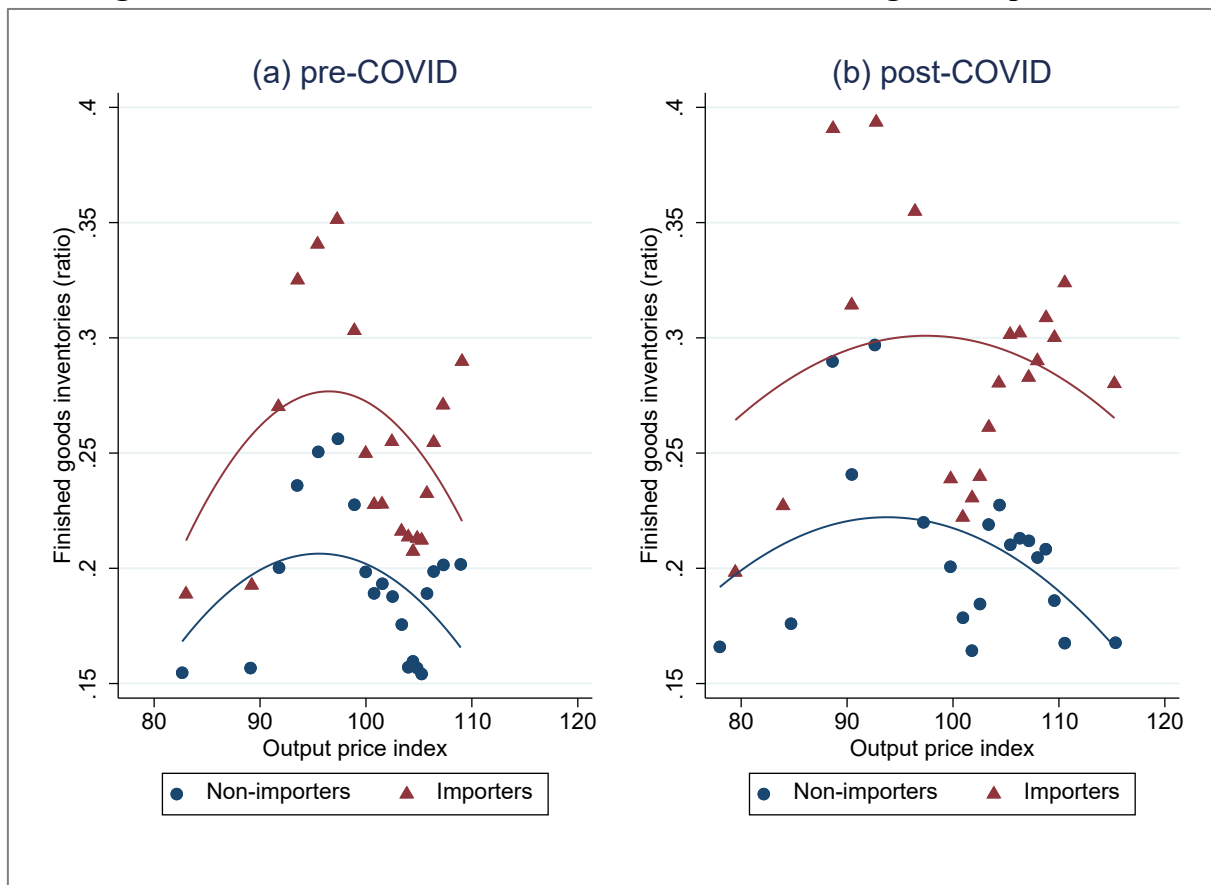 (a) pre-COVID
Finished goods inventories (ratio)
.4
.35
.3
.25
.2
.15
80 90 100 110 120
Output price index
Non-importers Importers
(b) post-COVID
Finished goods inventories (ratio)
.4
.35
.3
.25
.2
.15
80 90 100 110 120
Output price index
Non-importers Importers